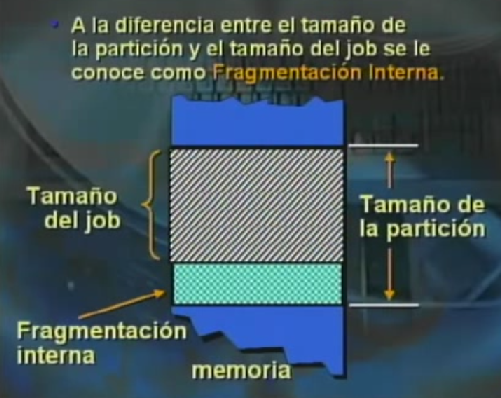 • A la diferencia entre el tamaño de
la partición y el tamaño del job se le
conoce como Fragmentación Interna.
Tamaño
del job
Tamaño de
la partición
Fragmentación
interna
memoria